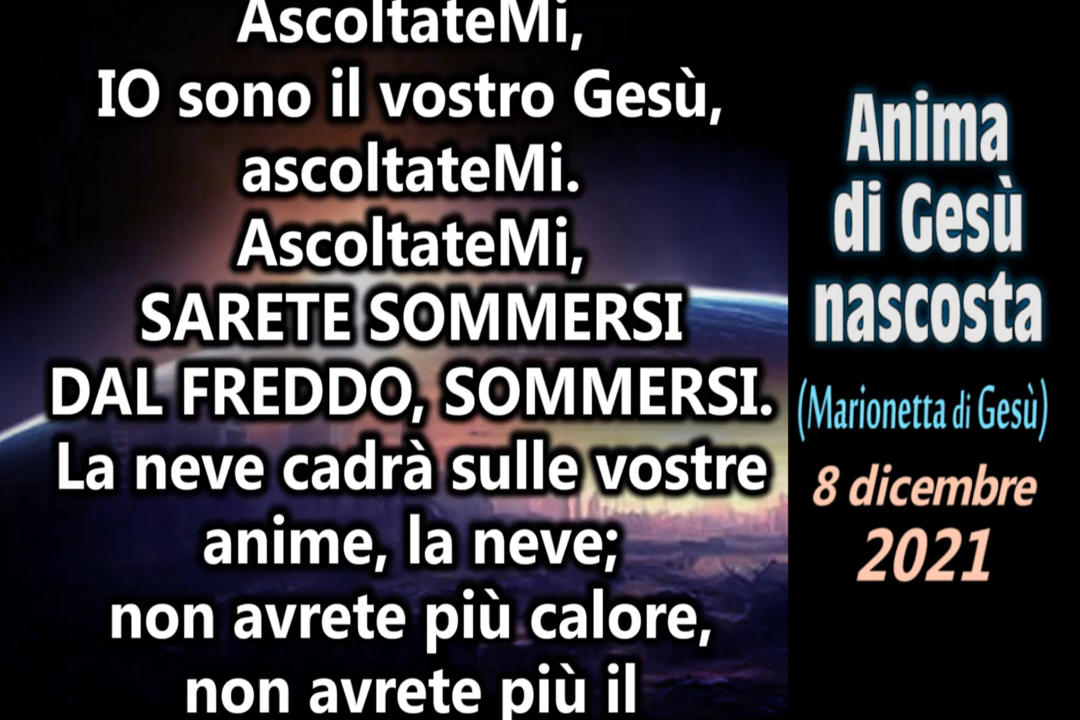 AscoltateMi,
IO sono il vostro Gesù,
ascoltateMi.
AscoltateMi,
SARETE SOMMERSI
DAL FREDDO, SOMMERSI.
La neve cadrà sulle vostre
anime, la neve;
non avrete più calore,
non avrete più il
Anima
di Gesù
nascosta
(Marionetta di Gesù)
8 dicembre
2021